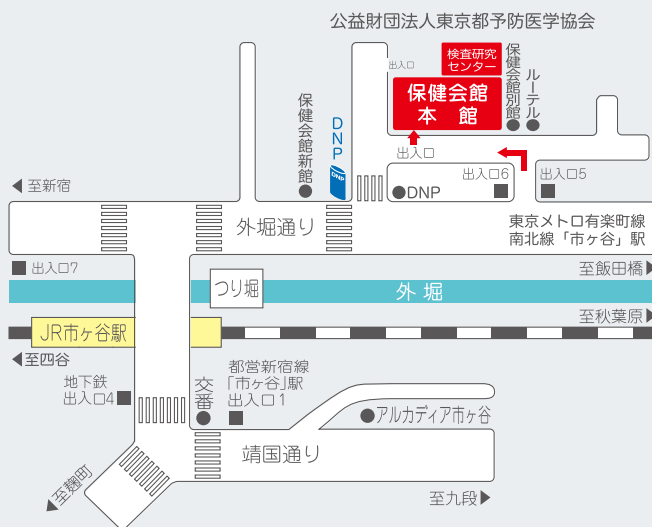 公益財団法人東京都予防医学協会
検査研究
センター
出入口
保健会館
本館
保健会館別館
ルーテル
保健会館新館
DNP
DNP
出入口
出入口6
出入口5
DNP
至新宿
外堀通り
東京メトロ有楽町線
南北線「市ヶ谷」駅
出入口7
至飯田橋
つり堀
外堀
至秋葉原
JR市ヶ谷駅
至四谷
地下鉄
出入口4
交番
都営新宿線
「市ヶ谷」駅
出入口1
アルカディア市ヶ谷
靖国通り
至麹町
至九段